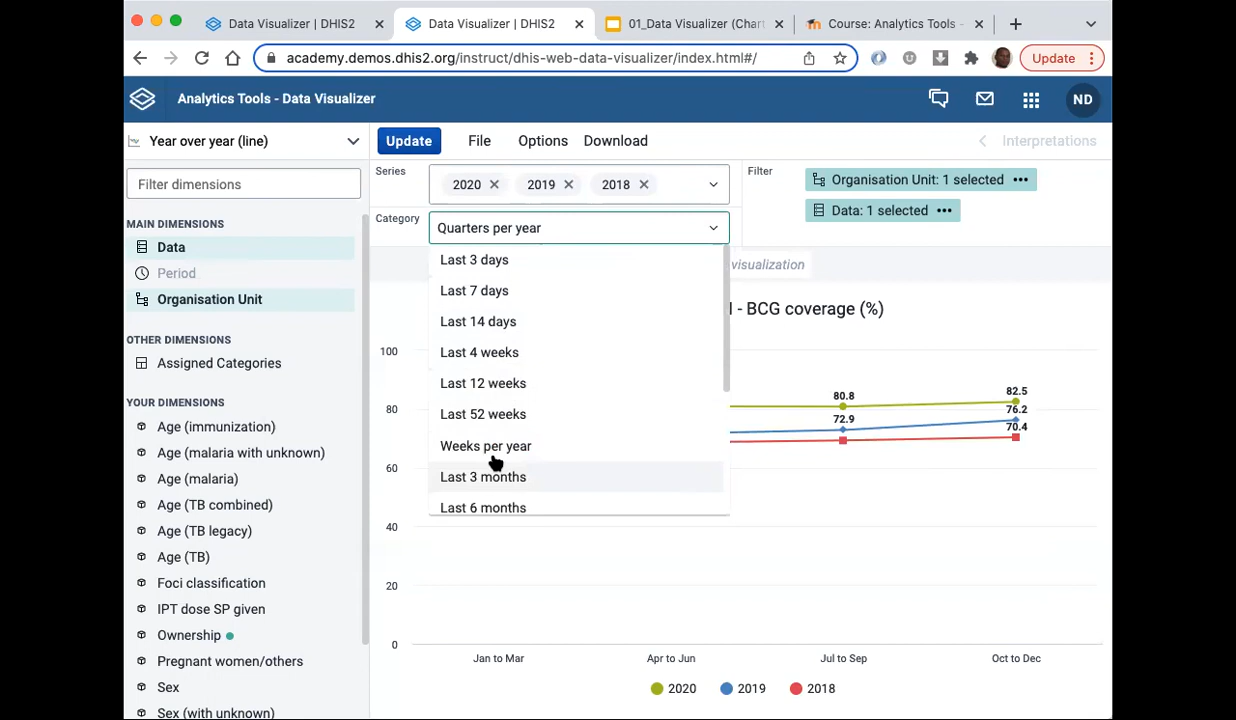 Data Visualizer | DHIS2
Data Visualizer | DHIS2
01_Data Visualizer (Chart
Course: Analytics Tools -
academy.demos.dhis2.org/instruct/dhis-web-data-visualizer/index.html#/
Update
Analytics Tools - Data Visualizer
ND
Year over year (line)
Update
File
Options
Download
Interpretations
Filter dimensions
Series
2020
2019
2018
Filter
Organisation Unit: 1 selected
Data: 1 selected
Category
Quarters per year
MAIN DIMENSIONS
Data
Period
Organisation Unit
OTHER DIMENSIONS
Assigned Categories
YOUR DIMENSIONS
Age (immunization)
Age (malaria with unknown)
Age (malaria)
Age (TB combined)
Age (TB legacy)
Age (TB)
Foci classification
IPT dose SP given
Ownership
Pregnant women/others
Sex
Sex (with unknown)
Last 3 days
Last 7 days
Last 14 days
Last 4 weeks
Last 12 weeks
Last 52 weeks
Weeks per year
Last 3 months
Last 6 months
visualization
- BCG coverage (%)
100
80
60
40
20
0
80.8
72.9
82.5
76.2
70.4
Jan to Mar
Apr to Jun
Jul to Sep
Oct to Dec
2020
2019
2018